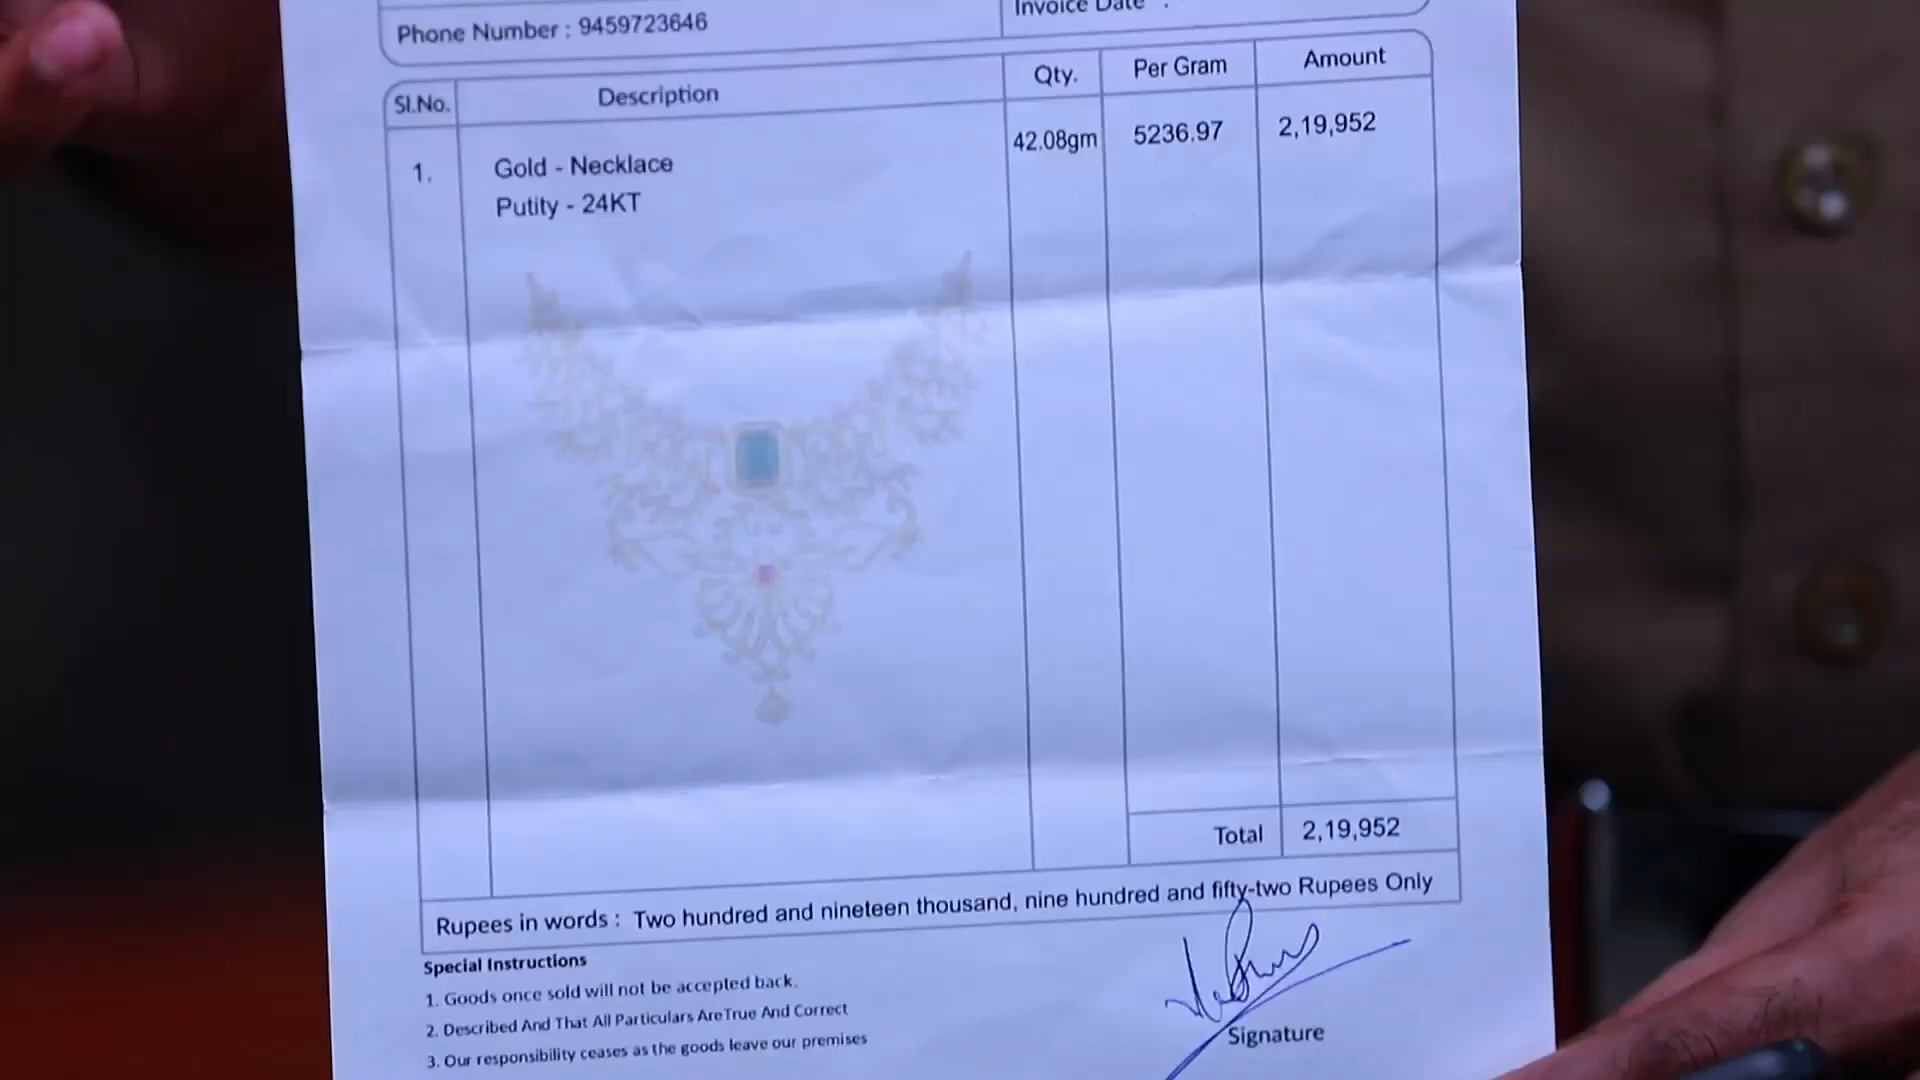 Phone Number : 9459723646
Invoice Date :
Sl.No. Description Qty. Per Gram Amount
1. Gold - Necklace 42.08gm 5236.97 2,19,952
Putity - 24KT
Total 2,19,952
Rupees in words : Two hundred and nineteen thousand, nine hundred and fifty-two Rupees Only
Special Instructions
1. Goods once sold will not be accepted back.
2. Described And That All Particulars AreTrue And Correct
3. Our responsibility ceases as the goods leave our premises
Signature